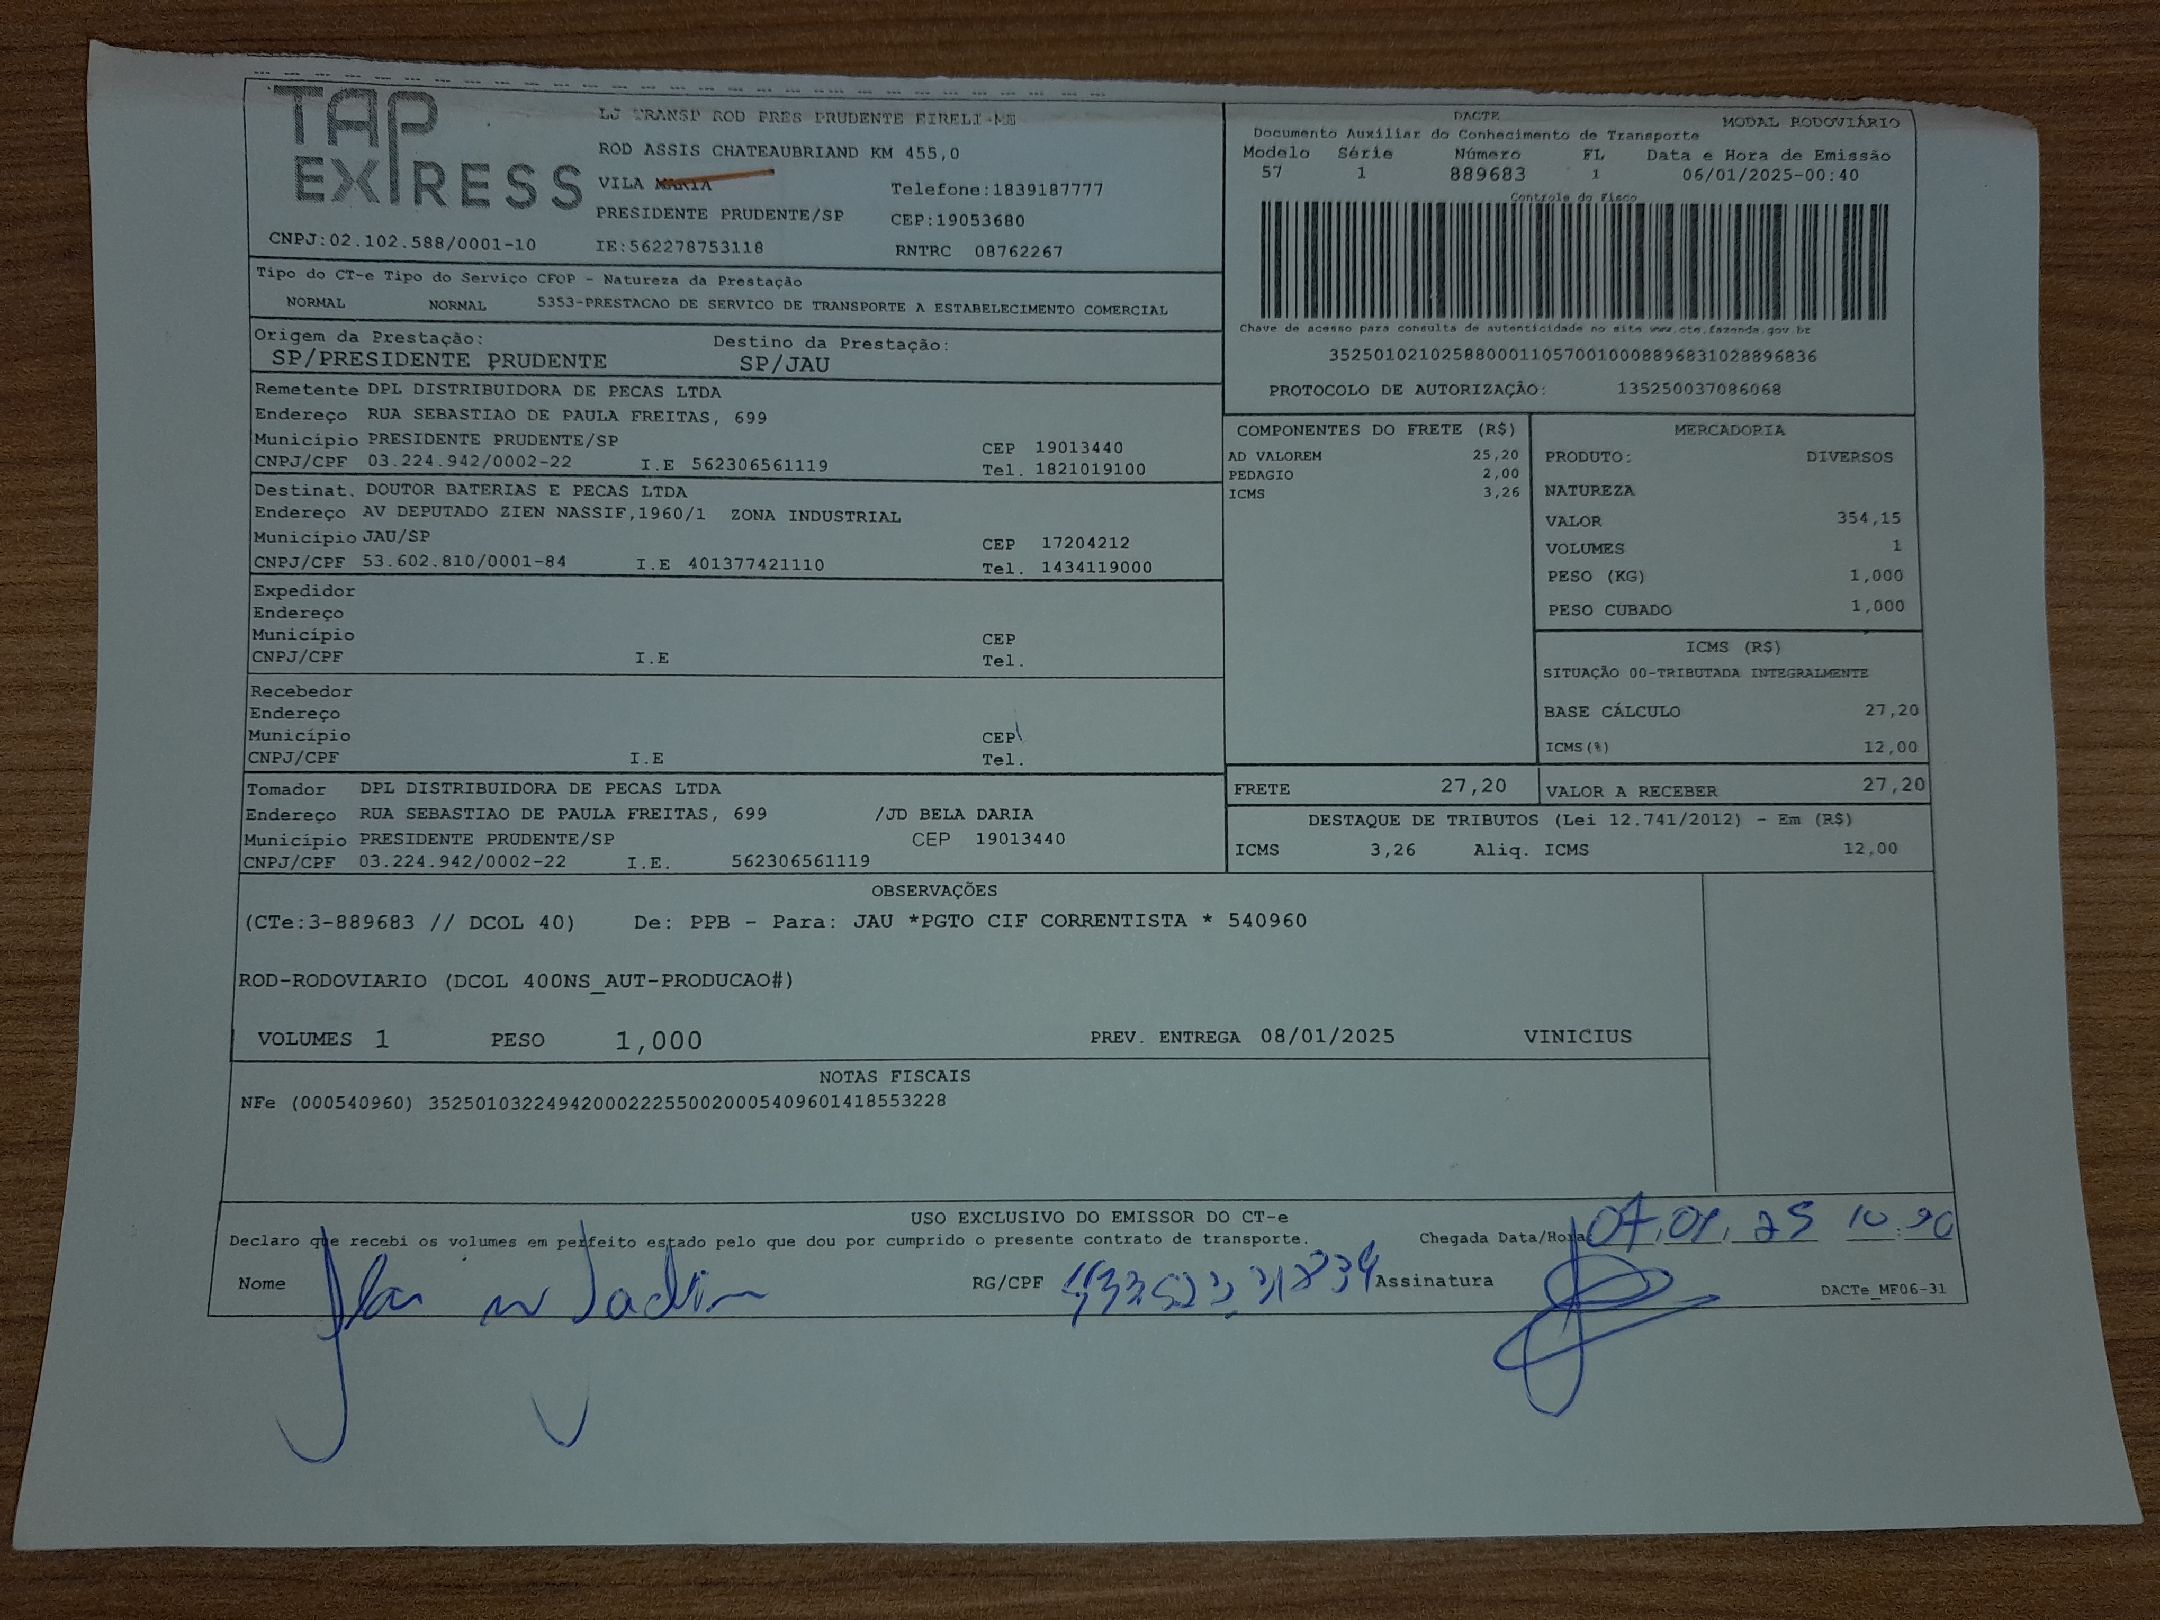 TAP
EXPRESS
LJ TRANSP ROD PRES PRUDENTE EIRELI-ME
ROD ASSIS CHATEAUBRIAND KM 455,0
VILA MARIA
Telefone:1839187777
PRESIDENTE PRUDENTE/SP
CEP:19053680
CNPJ:02.102.588/0001-10
IE:562278753118
RNTRC 08762267
DACTE
MODAL RODOVIÁRIO
Documento Auxiliar do Conhecimento de Transporte
Modelo Série Número FL Data e Hora de Emissão
57 1 889683 1 06/01/2025-00:40
Controle do Fisco
Chave de acesso para consulta de autenticidade no site www.cte.fazenda.gov.br
35250102102588000110570010008896831028896836
PROTOCOLO DE AUTORIZAÇÃO: 135250037086068
Tipo do CT-e Tipo do Serviço CFOP - Natureza da Prestação
NORMAL NORMAL 5353-PRESTACAO DE SERVICO DE TRANSPORTE A ESTABELECIMENTO COMERCIAL
Origem da Prestação: Destino da Prestação:
SP/PRESIDENTE PRUDENTE SP/JAU
Remetente DPL DISTRIBUIDORA DE PECAS LTDA
Endereço RUA SEBASTIAO DE PAULA FREITAS, 699
Município PRESIDENTE PRUDENTE/SP CEP 19013440
CNPJ/CPF 03.224.942/0002-22 I.E 562306561119 Tel. 1821019100
Destinat. DOUTOR BATERIAS E PECAS LTDA
Endereço AV DEPUTADO ZIEN NASSIF,1960/1 ZONA INDUSTRIAL
Município JAU/SP CEP 17204212
CNPJ/CPF 53.602.810/0001-84 I.E 401377421110 Tel. 1434119000
Expedidor
Endereço
Município CEP
CNPJ/CPF I.E Tel.
Recebedor
Endereço
Município CEP
CNPJ/CPF I.E Tel.
Tomador DPL DISTRIBUIDORA DE PECAS LTDA
Endereço RUA SEBASTIAO DE PAULA FREITAS, 699 /JD BELA DARIA
Município PRESIDENTE PRUDENTE/SP CEP 19013440
CNPJ/CPF 03.224.942/0002-22 I.E. 562306561119
COMPONENTES DO FRETE (R$)
AD VALOREM 25,20
PEDAGIO 2,00
ICMS 3,26
MERCADORIA
PRODUTO: DIVERSOS
NATUREZA
VALOR 354,15
VOLUMES 1
PESO (KG) 1,000
PESO CUBADO 1,000
ICMS (R$)
SITUAÇÃO 00-TRIBUTADA INTEGRALMENTE
BASE CÁLCULO 27,20
ICMS(%) 12,00
FRETE 27,20 VALOR A RECEBER 27,20
DESTAQUE DE TRIBUTOS (Lei 12.741/2012) - Em (R$)
ICMS 3,26 Aliq. ICMS 12,00
OBSERVAÇÕES
(CTe:3-889683 // DCOL 40) De: PPB - Para: JAU *PGTO CIF CORRENTISTA * 540960
ROD-RODOVIARIO (DCOL 400NS_AUT-PRODUCAO#)
VOLUMES 1 PESO 1,000 PREV. ENTREGA 08/01/2025 VINICIUS
NOTAS FISCAIS
NFe (000540960) 35250103224942000222550020005409601418553228
USO EXCLUSIVO DO EMISSOR DO CT-e
Declaro que recebi os volumes em perfeito estado pelo que dou por cumprido o presente contrato de transporte. Chegada Data/Hora
Nome RG/CPF Assinatura
DACTe_MF06-31